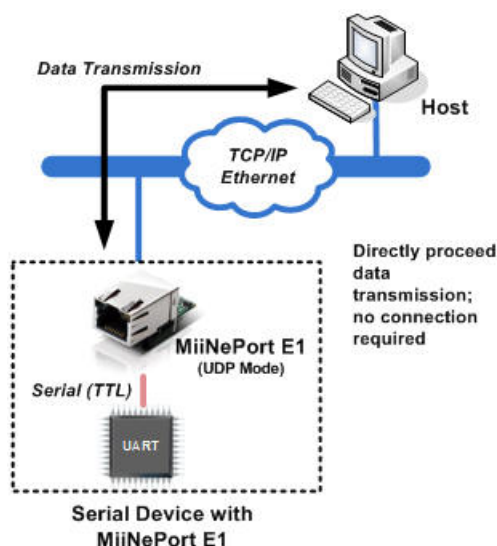 Data Transmission
Host
TCP/IP
Ethernet
Directly proceed
data
transmission;
no connection
required
MiiNePort E1
(UDP Mode)
Serial (TTL)
UART
Serial Device with
MiiNePort E1